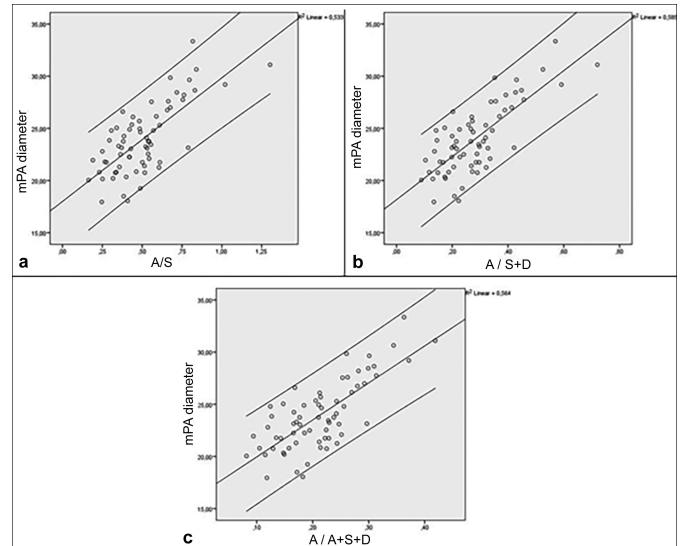 R² Linear = 0,533
35,00
30,00
25,00
20,00
15,00
mPA diameter
,00 ,25 ,50 ,75 1,00 1,25
a
A/S
R² Linear = 0,585
35,00
30,00
25,00
20,00
15,00
mPA diameter
,00 ,20 ,40 ,60 ,80
b
A / S+D
R² Linear = 0,564
35,00
30,00
25,00
20,00
15,00
mPA diameter
,10 ,20 ,30 ,40
c
A / A+S+D